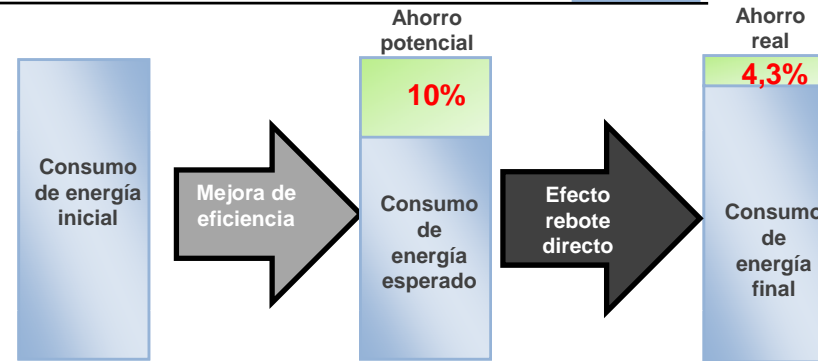 Consumo
de energía
inicial
Mejora de
eficiencia
Ahorro
potencial
10%
Consumo
de
energía
esperado
Efecto
rebote
directo
Ahorro
real
4,3%
Consumo
de
energía
final